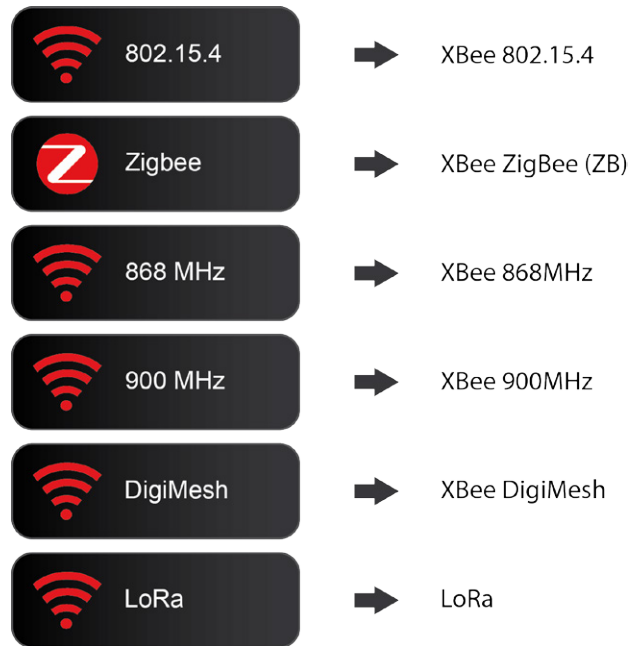 802.15.4 XBee 802.15.4
Zigbee XBee ZigBee (ZB)
868 MHz XBee 868MHz
900 MHz XBee 900MHz
DigiMesh XBee DigiMesh
LoRa LoRa